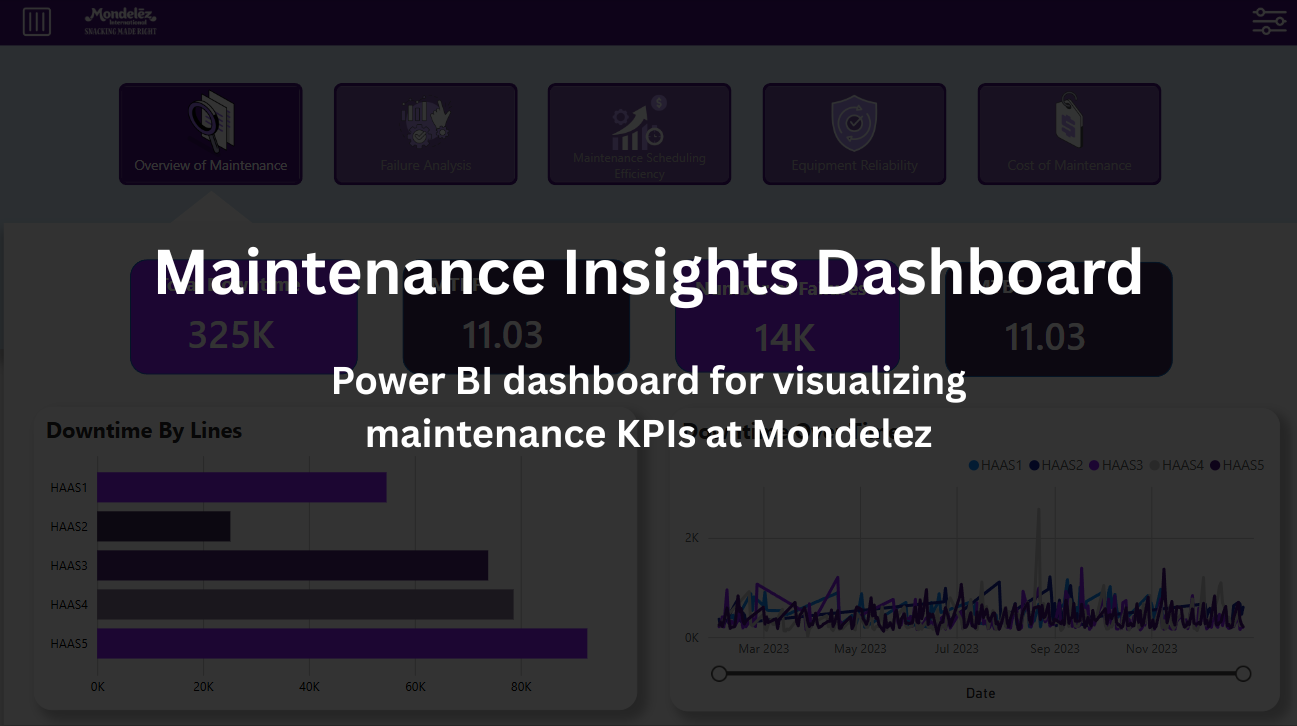 Mondelēz
International
SNACKING MADE RIGHT
Overview of Maintenance
Failure Analysis
Maintenance Scheduling
Efficiency
Equipment Reliability
Cost of Maintenance
Maintenance Insights Dashboard
325K
11.03
14K
11.03
Power BI dashboard for visualizing
maintenance KPIs at Mondelez
Downtime By Lines
HAAS1
HAAS2
HAAS3
HAAS4
HAAS5
0K 20K 40K 60K 80K
HAAS1 HAAS2 HAAS3 HAAS4 HAAS5
2K
0K
Mar 2023 May 2023 Jul 2023 Sep 2023 Nov 2023
Date